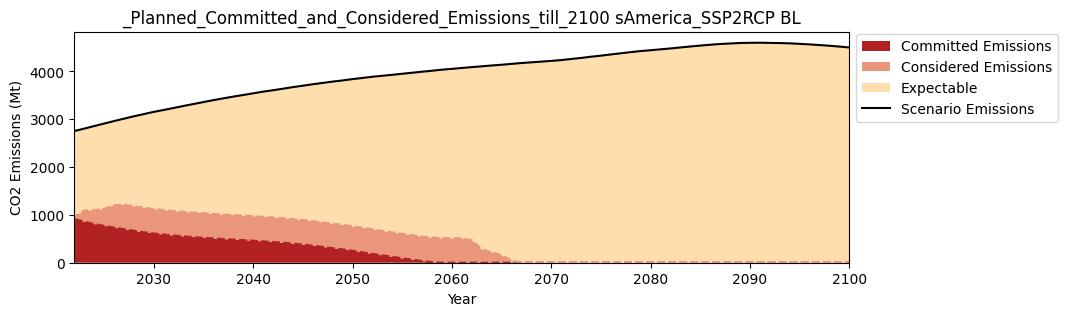 _Planned_Committed_and_Considered_Emissions_till_2100 sAmerica_SSP2RCP BL
CO2 Emissions (Mt)
4000
3000
2000
1000
0
2030 2040 2050 2060 2070 2080 2090 2100
Year
Committed Emissions
Considered Emissions
Expectable
Scenario Emissions